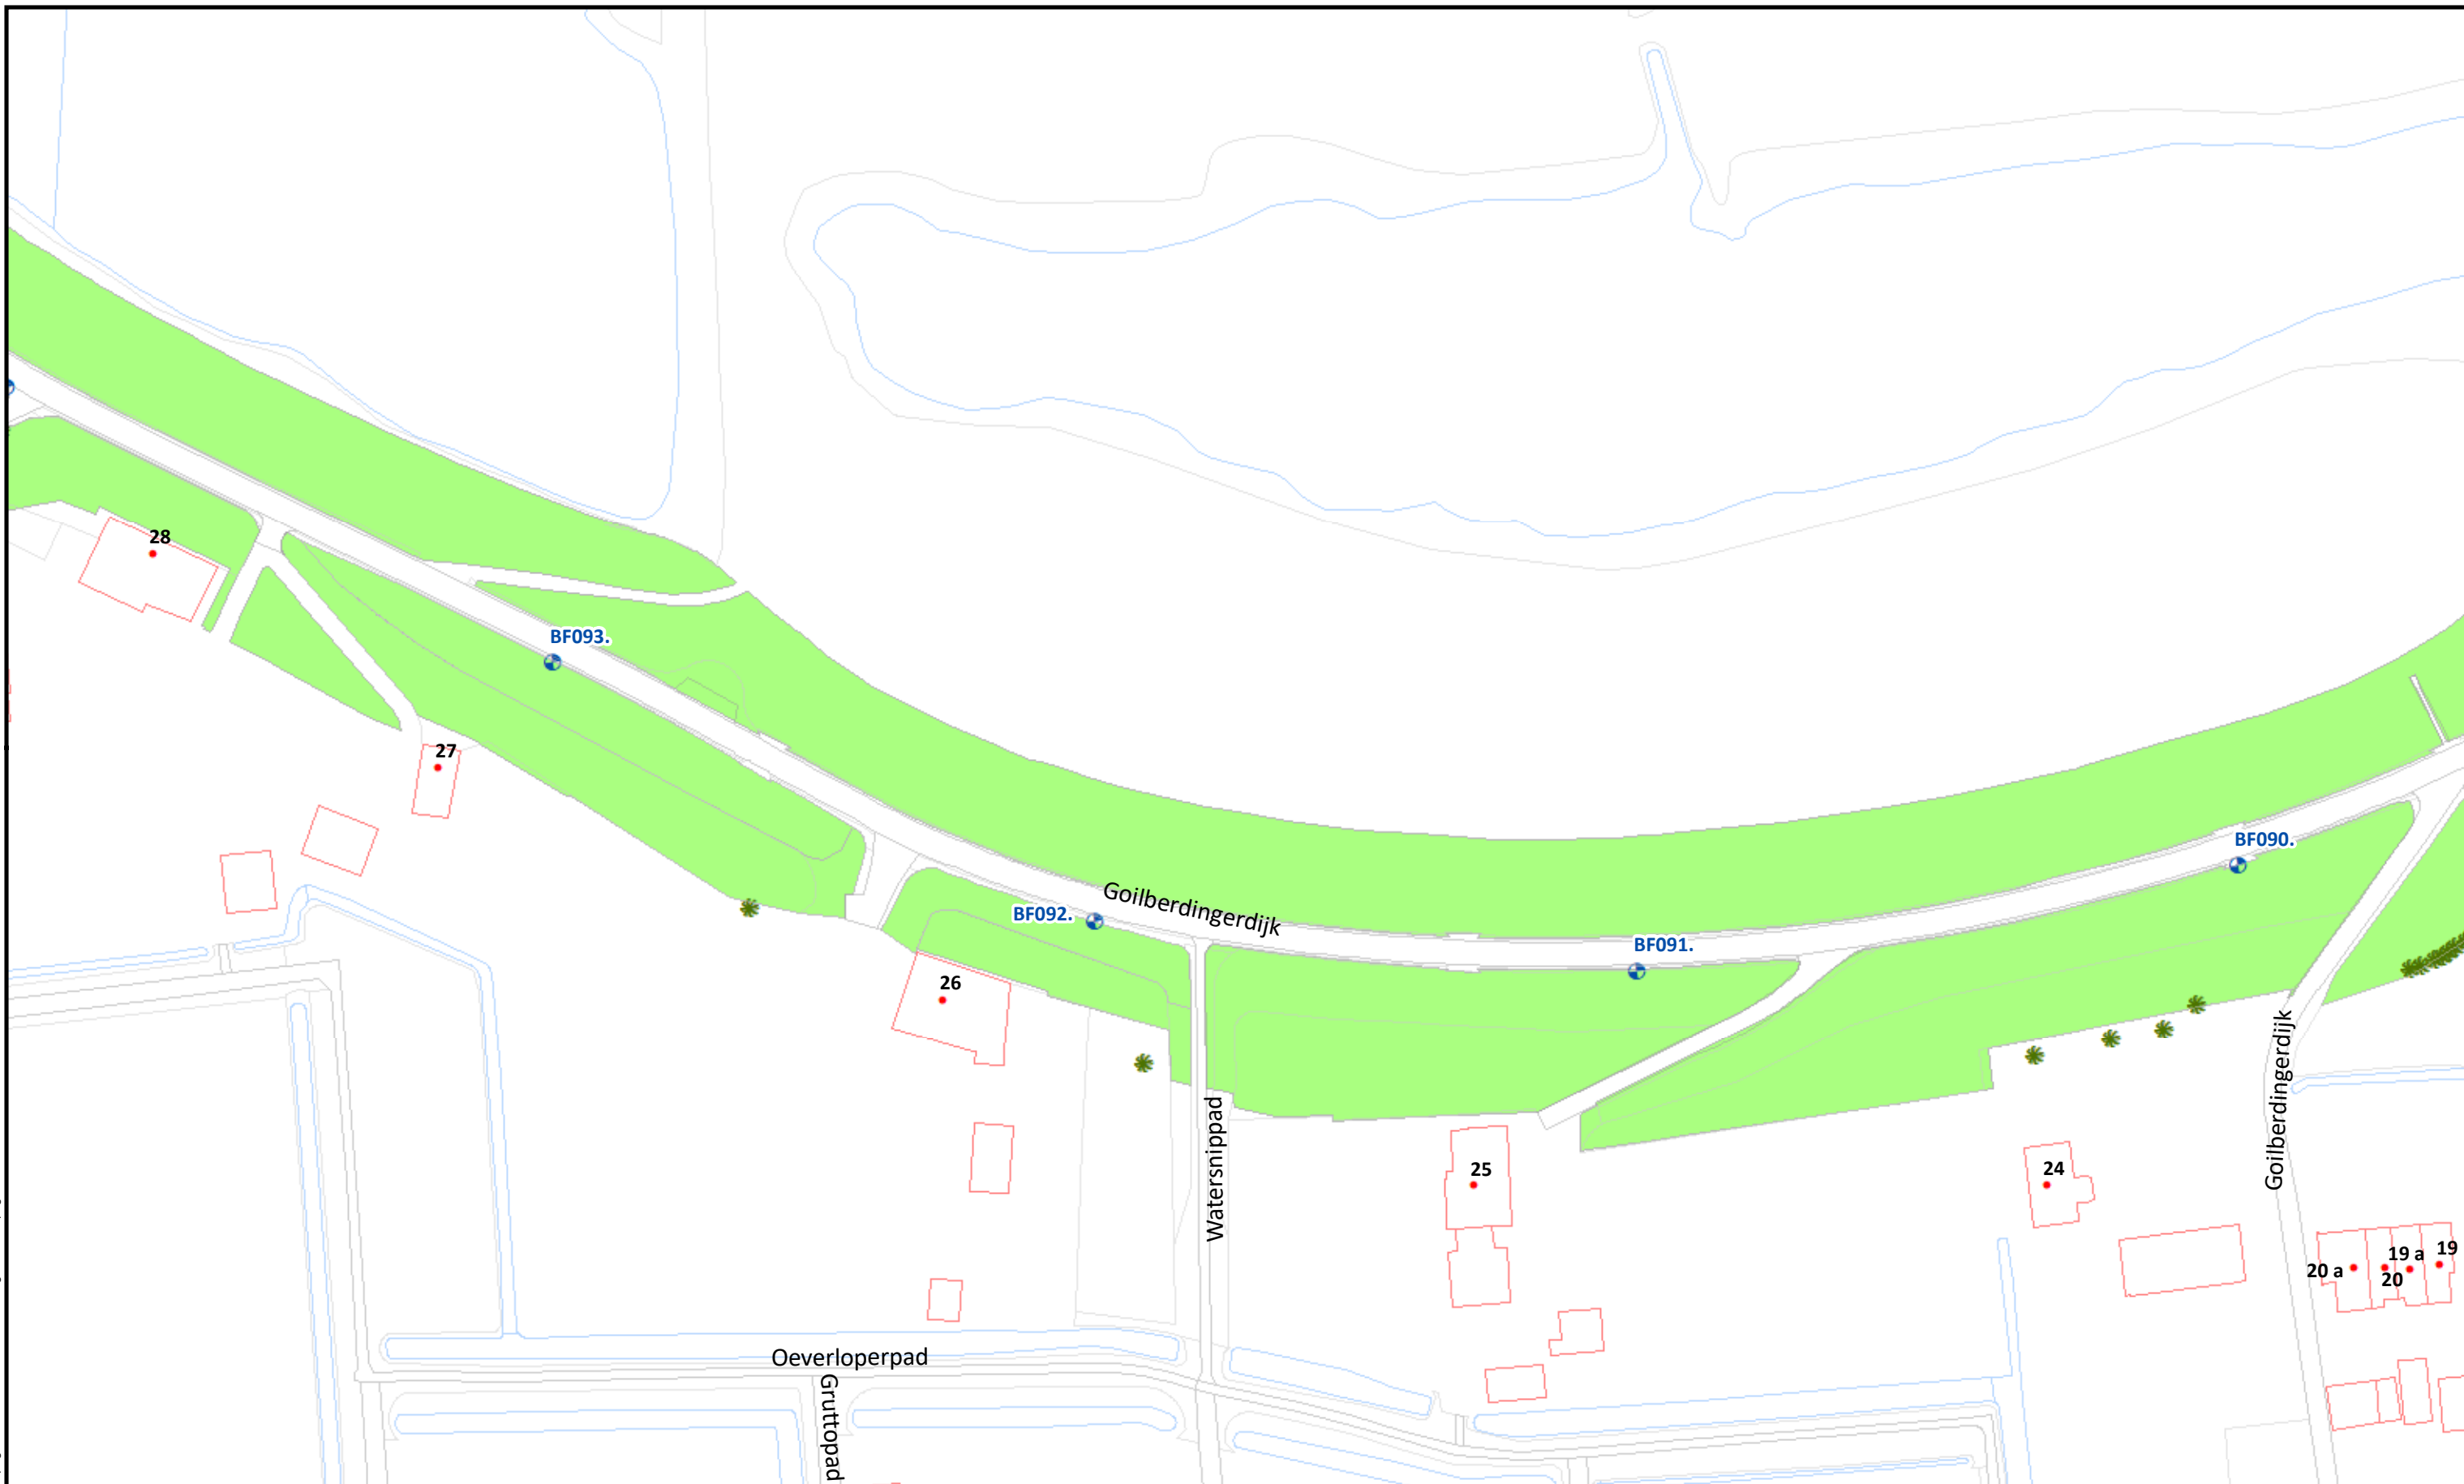 28
BF093.
27
BF090.
Goilberdingerdijk
BF092.
BF091.
26
Goilberdingerdijk
Watersnippad
25
24
19 a
19
20 a
20
Oeverloperpad
Gruttopad